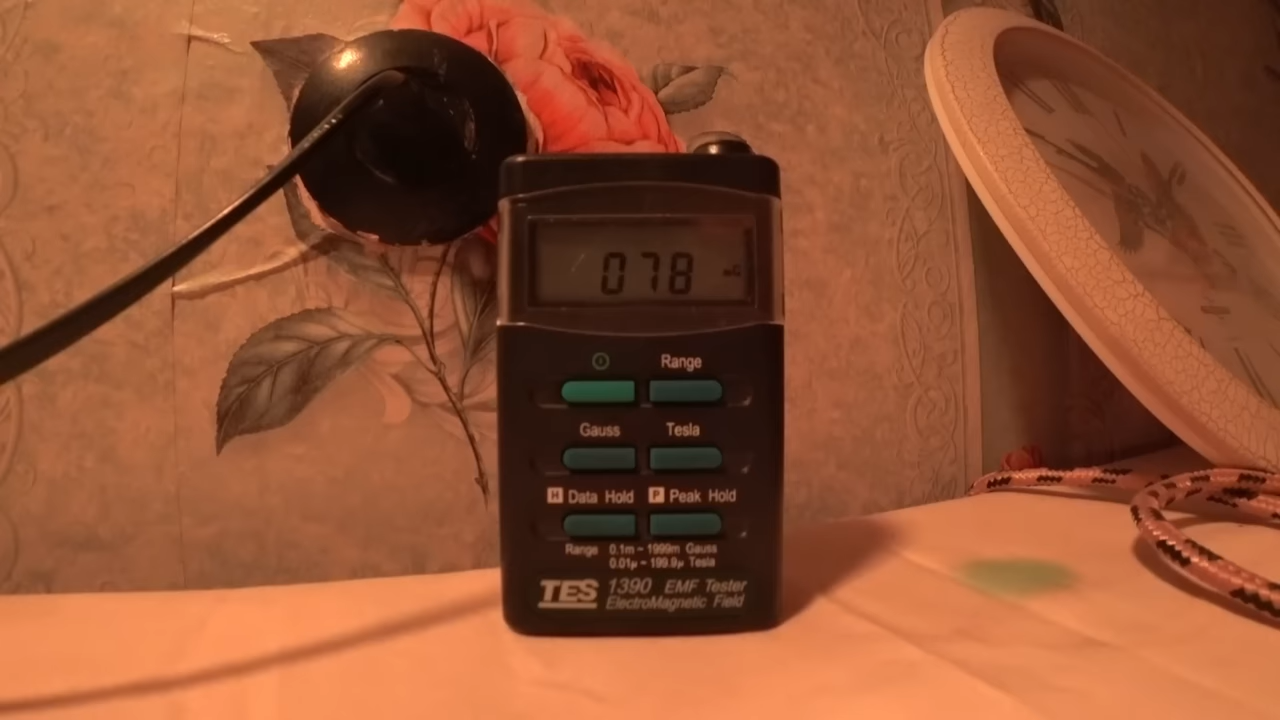 078 mG
Range
Gauss Tesla
H Data Hold P Peak Hold
Range 0.1m ~ 1999m Gauss
0.01µ ~ 199.9µ Tesla
TES 1390 EMF Tester
ElectroMagnetic Field